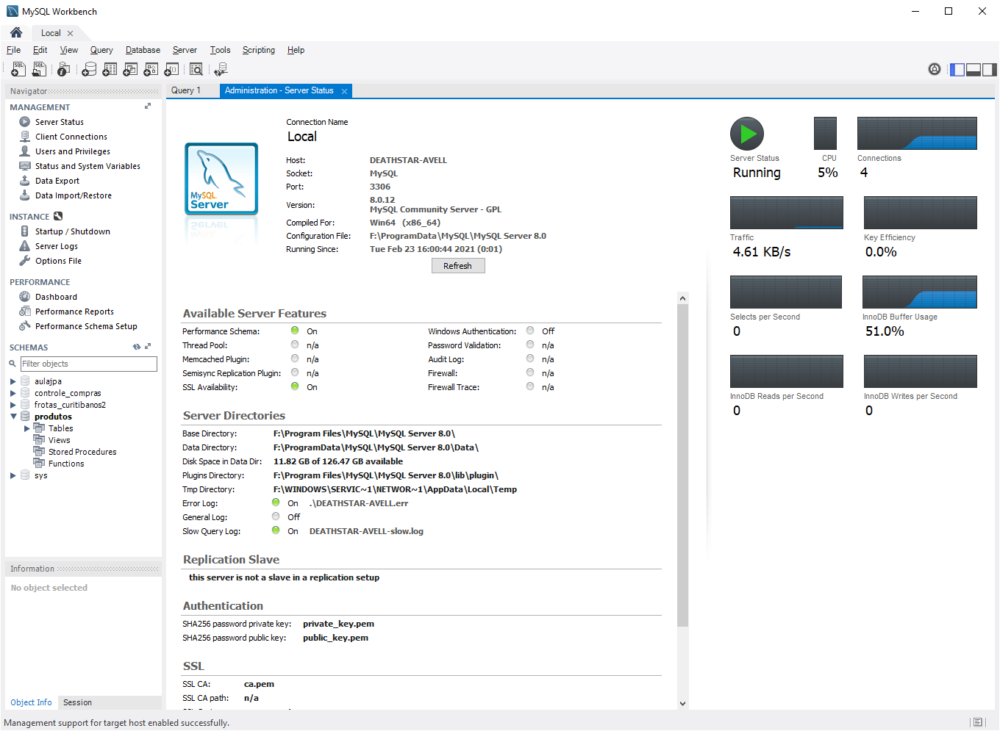 MySQL Workbench
Local
File Edit View Query Database Server Tools Scripting Help
Navigator
MANAGEMENT
Server Status
Client Connections
Users and Privileges
Status and System Variables
Data Export
Data Import/Restore
INSTANCE
Startup / Shutdown
Server Logs
Options File
PERFORMANCE
Dashboard
Performance Reports
Performance Schema Setup
SCHEMAS
Filter objects
aulajpa
controle_compras
frotas_curitibanos2
produtos
Tables
Views
Stored Procedures
Functions
sys
Information
No object selected
Object Info Session
Query 1 Administration - Server Status
Connection Name
Local
MySQL
Server
Host: DEATHSTAR-AVELL
Socket: MySQL
Port: 3306
Version: 8.0.12
MySQL Community Server - GPL
Compiled For: Win64 (x86_64)
Configuration File: F:\ProgramData\MySQL\MySQL Server 8.0
Running Since: Tue Feb 23 16:00:44 2021 (0:01)
Refresh
Available Server Features
Performance Schema: On Windows Authentication: Off
Thread Pool: n/a Password Validation: n/a
Memcached Plugin: n/a Audit Log: n/a
Semisync Replication Plugin: n/a Firewall: n/a
SSL Availability: On Firewall Trace: n/a
Server Directories
Base Directory: F:\Program Files\MySQL\MySQL Server 8.0\
Data Directory: F:\ProgramData\MySQL\MySQL Server 8.0\Data\
Disk Space in Data Dir: 11.82 GB of 126.47 GB available
Plugins Directory: F:\Program Files\MySQL\MySQL Server 8.0\lib\plugin\
Tmp Directory: F:\WINDOWS\SERVIC~1\NETWOR~1\AppData\Local\Temp
Error Log: On .\DEATHSTAR-AVELL.err
General Log: Off
Slow Query Log: On DEATHSTAR-AVELL-slow.log
Replication Slave
this server is not a slave in a replication setup
Authentication
SHA256 password private key: private_key.pem
SHA256 password public key: public_key.pem
SSL
SSL CA: ca.pem
SSL CA path: n/a
Server Status CPU Connections
Running 5% 4
Traffic Key Efficiency
4.61 KB/s 0.0%
Selects per Second InnoDB Buffer Usage
0 51.0%
InnoDB Reads per Second InnoDB Writes per Second
0 0
Management support for target host enabled successfully.